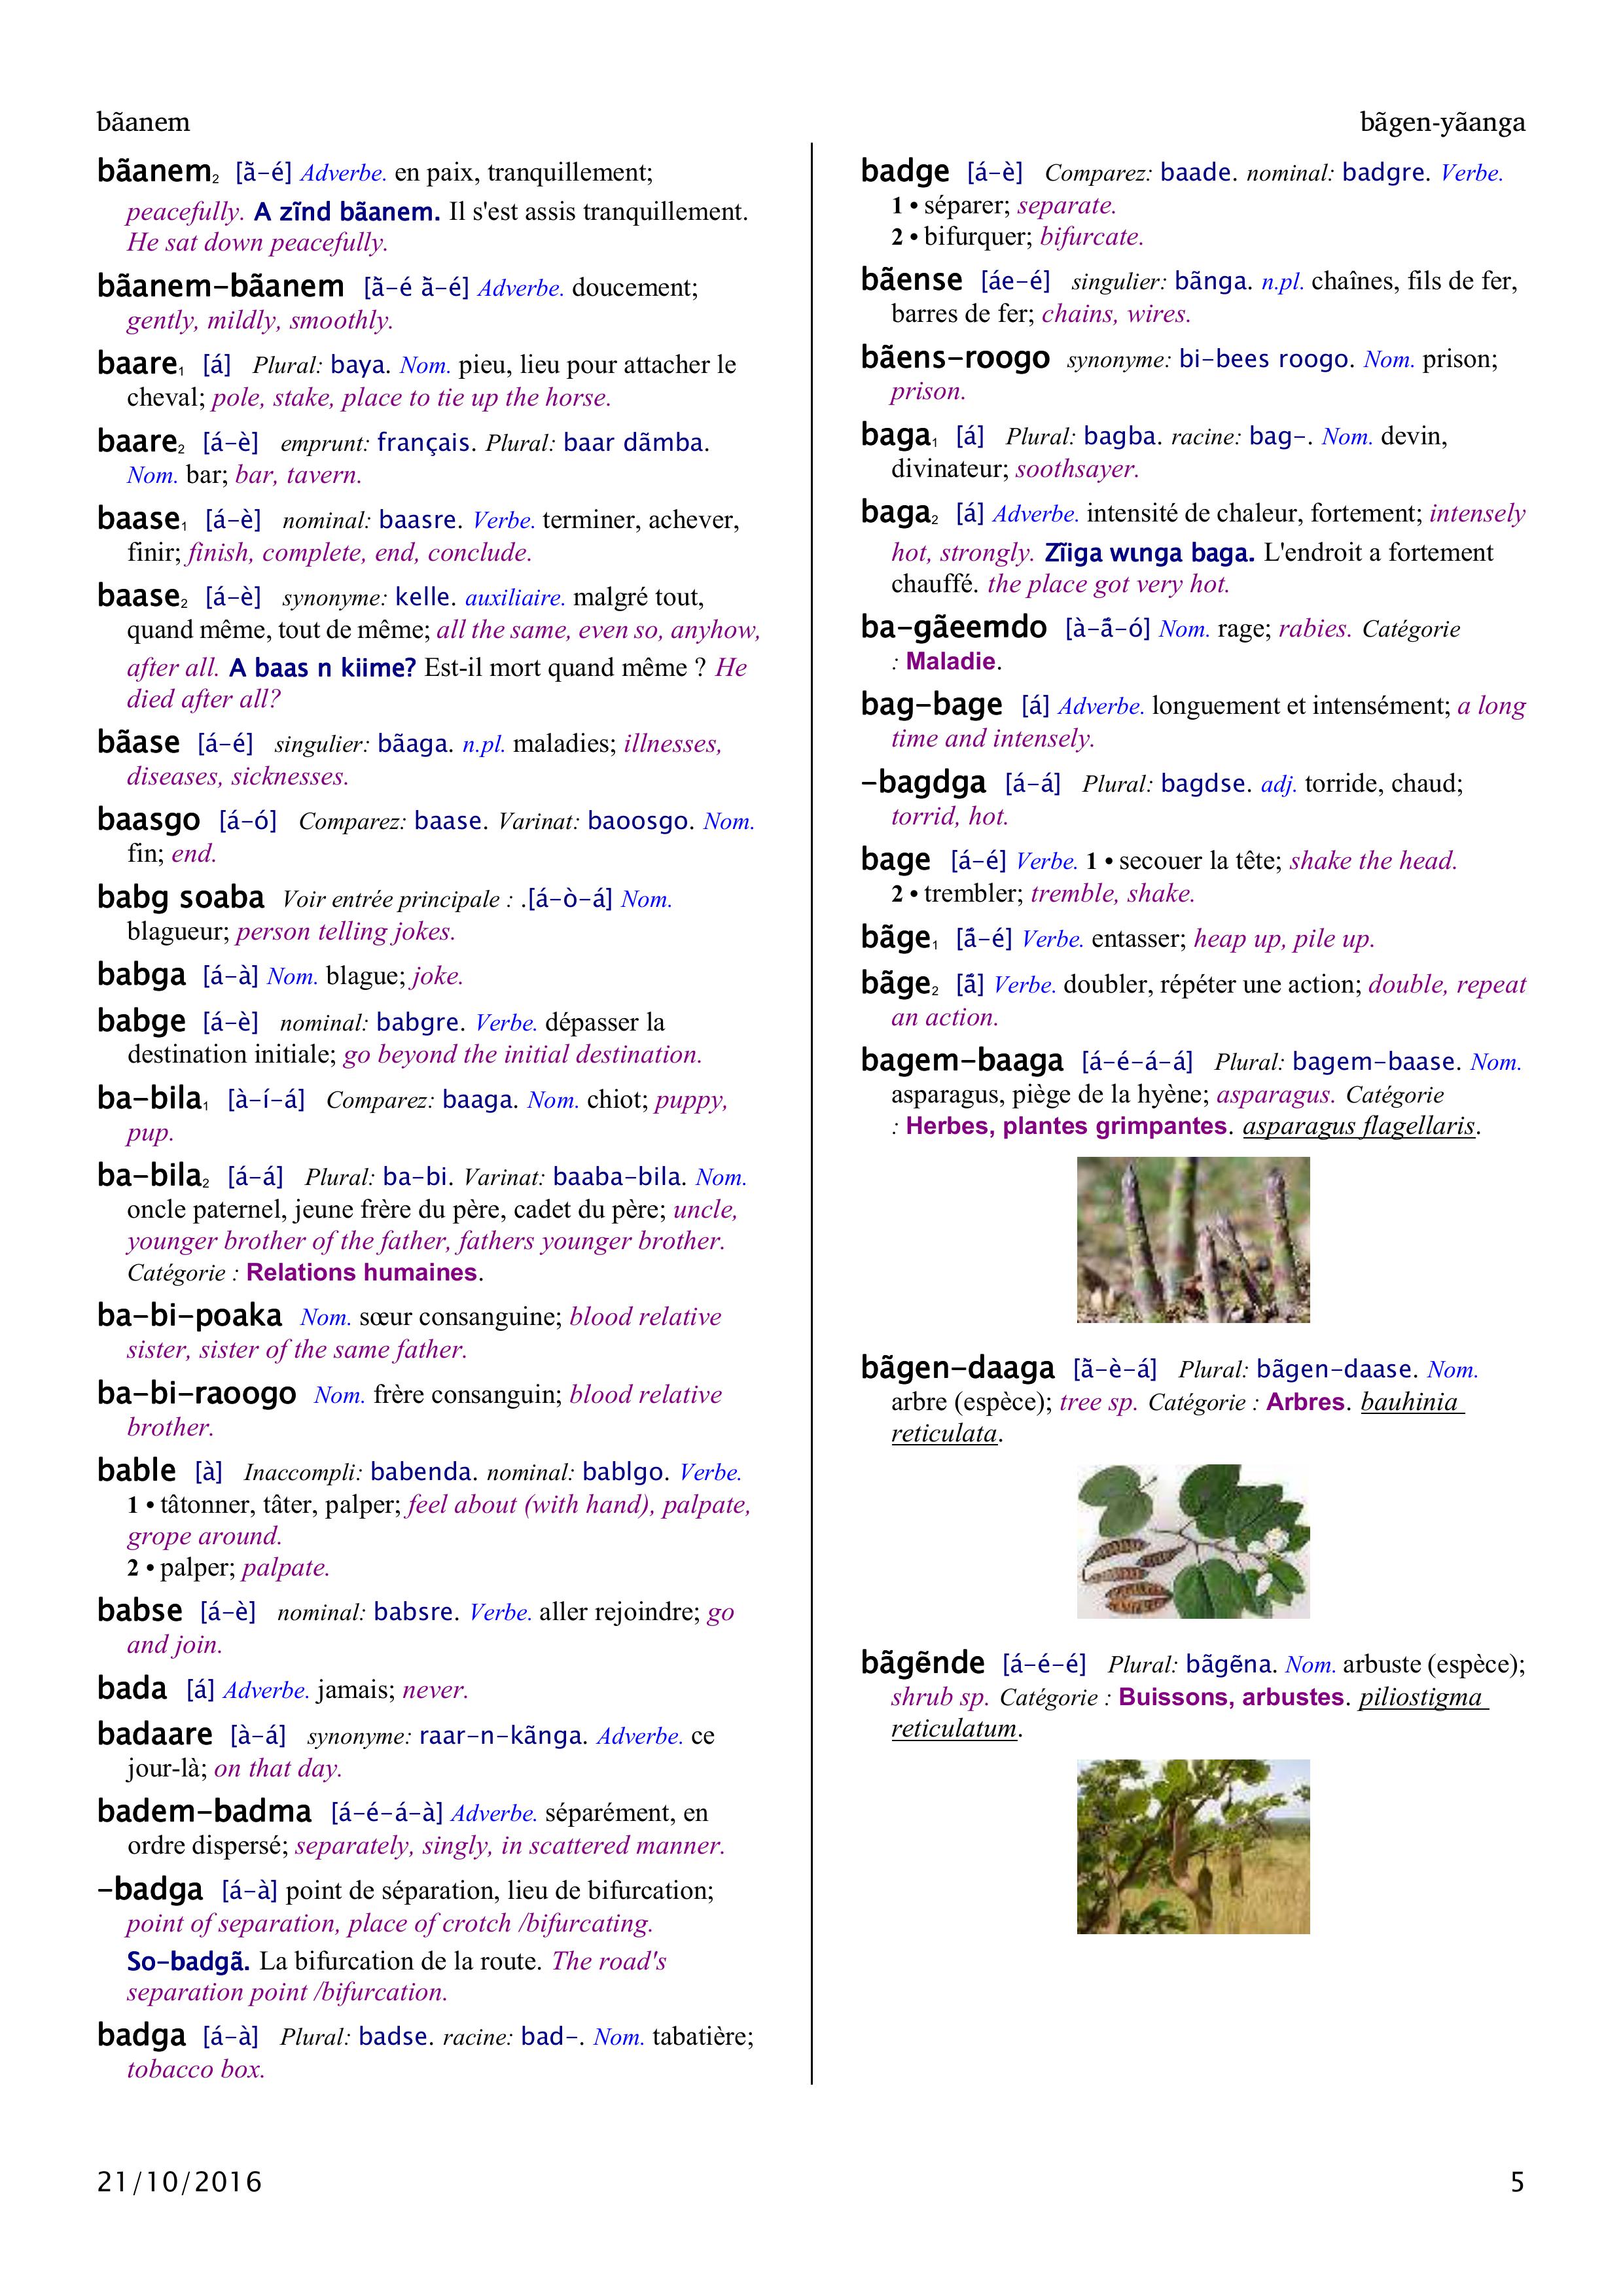 bãanem
bãgen-yãanga
bãanem₂ [ã̀-é] Adverbe. en paix, tranquillement;
peacefully. A zĩnd bãanem. Il s'est assis tranquillement.
He sat down peacefully.
bãanem-bãanem [ã̀-é ã̀-é] Adverbe. doucement;
gently, mildly, smoothly.
baare₁ [á] Plural: baya. Nom. pieu, lieu pour attacher le
cheval; pole, stake, place to tie up the horse.
baare₂ [á-è] emprunt: français. Plural: baar dãmba.
Nom. bar; bar, tavern.
baase₁ [á-è] nominal: baasre. Verbe. terminer, achever,
finir; finish, complete, end, conclude.
baase₂ [á-è] synonyme: kelle. auxiliaire. malgré tout,
quand même, tout de même; all the same, even so, anyhow,
after all. A baas n kiime? Est-il mort quand même ? He
died after all?
bãase [á-é] singulier: bãaga. n.pl. maladies; illnesses,
diseases, sicknesses.
baasgo [á-ó] Comparez: baase. Varinat: baoosgo. Nom.
fin; end.
babg soaba Voir entrée principale : .[á-ò-á] Nom.
blagueur; person telling jokes.
babga [á-à] Nom. blague; joke.
babge [á-è] nominal: babgre. Verbe. dépasser la
destination initiale; go beyond the initial destination.
ba-bila₁ [à-í-á] Comparez: baaga. Nom. chiot; puppy,
pup.
ba-bila₂ [á-á] Plural: ba-bi. Varinat: baaba-bila. Nom.
oncle paternel, jeune frère du père, cadet du père; uncle,
younger brother of the father, fathers younger brother.
Catégorie : Relations humaines.
ba-bi-poaka Nom. sœur consanguine; blood relative
sister, sister of the same father.
ba-bi-raoogo Nom. frère consanguin; blood relative
brother.
bable [à] Inaccompli: babenda. nominal: bablgo. Verbe.
1 • tâtonner, tâter, palper; feel about (with hand), palpate,
grope around.
2 • palper; palpate.
babse [á-è] nominal: babsre. Verbe. aller rejoindre; go
and join.
bada [á] Adverbe. jamais; never.
badaare [à-á] synonyme: raar-n-kãnga. Adverbe. ce
jour-là; on that day.
badem-badma [á-é-á-à] Adverbe. séparément, en
ordre dispersé; separately, singly, in scattered manner.
-badga [á-à] point de séparation, lieu de bifurcation;
point of separation, place of crotch /bifurcating.
So-badgã. La bifurcation de la route. The road's
separation point /bifurcation.
badga [á-à] Plural: badse. racine: bad-. Nom. tabatière;
tobacco box.
badge [á-è] Comparez: baade. nominal: badgre. Verbe.
1 • séparer; separate.
2 • bifurquer; bifurcate.
bãense [áe-é] singulier: bãnga. n.pl. chaînes, fils de fer,
barres de fer; chains, wires.
bãens-roogo synonyme: bi-bees roogo. Nom. prison;
prison.
baga₁ [á] Plural: bagba. racine: bag-. Nom. devin,
divinateur; soothsayer.
baga₂ [á] Adverbe. intensité de chaleur, fortement; intensely
hot, strongly. Zĩiga wɩnga baga. L'endroit a fortement
chauffé. the place got very hot.
ba-gãeemdo [à-ã́-ó] Nom. rage; rabies. Catégorie
: Maladie.
bag-bage [á] Adverbe. longuement et intensément; a long
time and intensely.
-bagdga [á-á] Plural: bagdse. adj. torride, chaud;
torrid, hot.
bage [á-é] Verbe. 1 • secouer la tête; shake the head.
2 • trembler; tremble, shake.
bãge₁ [ã́-é] Verbe. entasser; heap up, pile up.
bãge₂ [ã́] Verbe. doubler, répéter une action; double, repeat
an action.
bagem-baaga [á-é-á-á] Plural: bagem-baase. Nom.
asparagus, piège de la hyène; asparagus. Catégorie
: Herbes, plantes grimpantes. asparagus flagellaris.
bãgen-daaga [ã̀-è-á] Plural: bãgen-daase. Nom.
arbre (espèce); tree sp. Catégorie : Arbres. bauhinia
reticulata.
bãgẽnde [á-é-é] Plural: bãgẽna. Nom. arbuste (espèce);
shrub sp. Catégorie : Buissons, arbustes. piliostigma
reticulatum.
21/10/2016
5